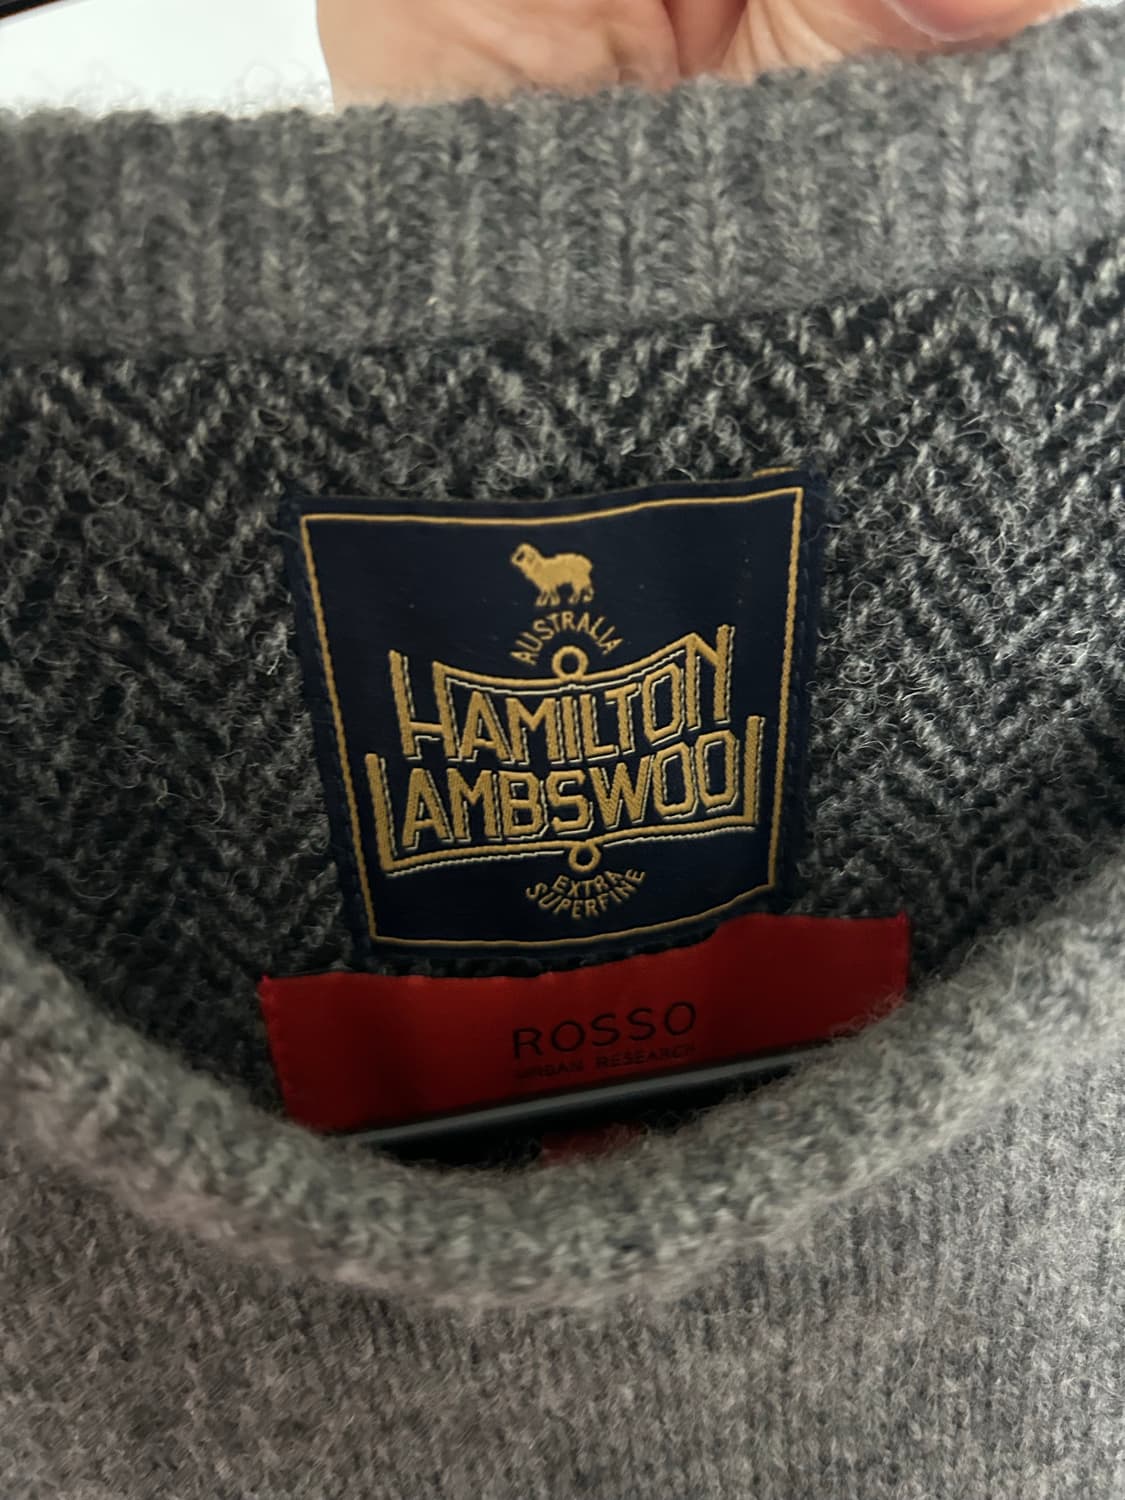 AUSTRALIA
HAMILTON
LAMBSWOOL
EXTRA
SUPERFINE
ROSSO
URBAN RESEARCH